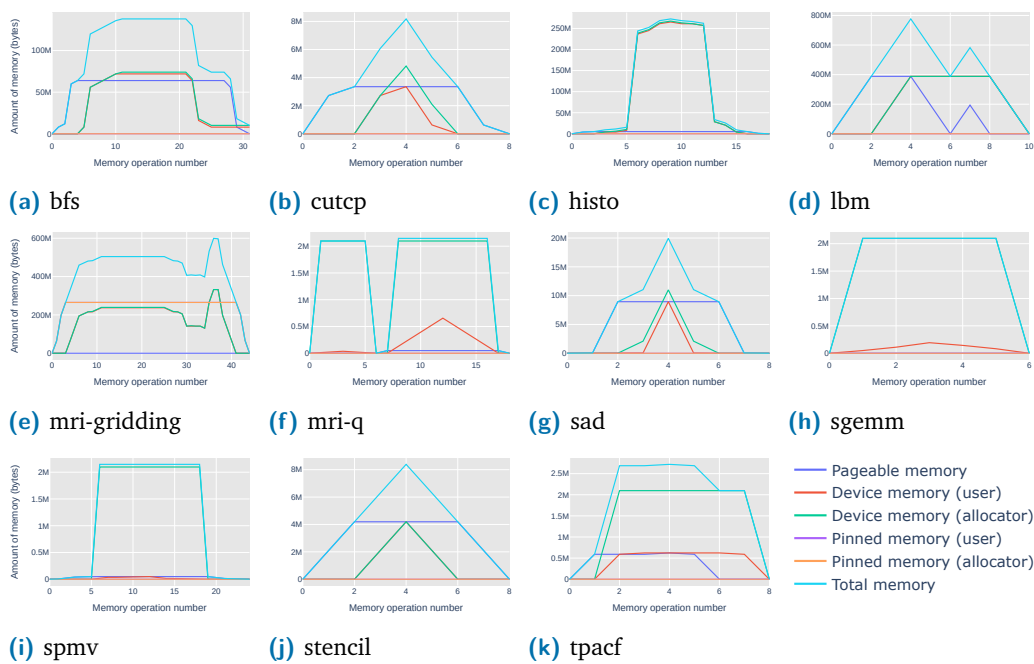 Amount of memory (bytes)
100M
50M
0
0
10
20
30
Memory operation number
8M
6M
4M
2M
0
0
2
4
6
8
Memory operation number
250M
200M
150M
100M
50M
0
0
5
10
15
Memory operation number
800M
600M
400M
200M
0
0
2
4
6
8
10
Memory operation number
(a) bfs
(b) cutcp
(c) histo
(d) lbm
Amount of memory (bytes)
600M
400M
200M
0
0
10
20
30
40
Memory operation number
2M
1.5M
1M
0.5M
0
0
5
10
15
Memory operation number
20M
15M
10M
5M
0
0
2
4
6
8
Memory operation number
2M
1.5M
1M
0.5M
0
0
2
4
6
Memory operation number
(e) mri-gridding
(f) mri-q
(g) sad
(h) sgemm
Amount of memory (bytes)
2M
1.5M
1M
0.5M
0
0
5
10
15
20
Memory operation number
8M
6M
4M
2M
0
0
2
4
6
8
Memory operation number
2.5M
2M
1.5M
1M
0.5M
0
0
2
4
6
8
Memory operation number
Pageable memory
Device memory (user)
Device memory (allocator)
Pinned memory (user)
Pinned memory (allocator)
Total memory
(i) spmv
(j) stencil
(k) tpacf